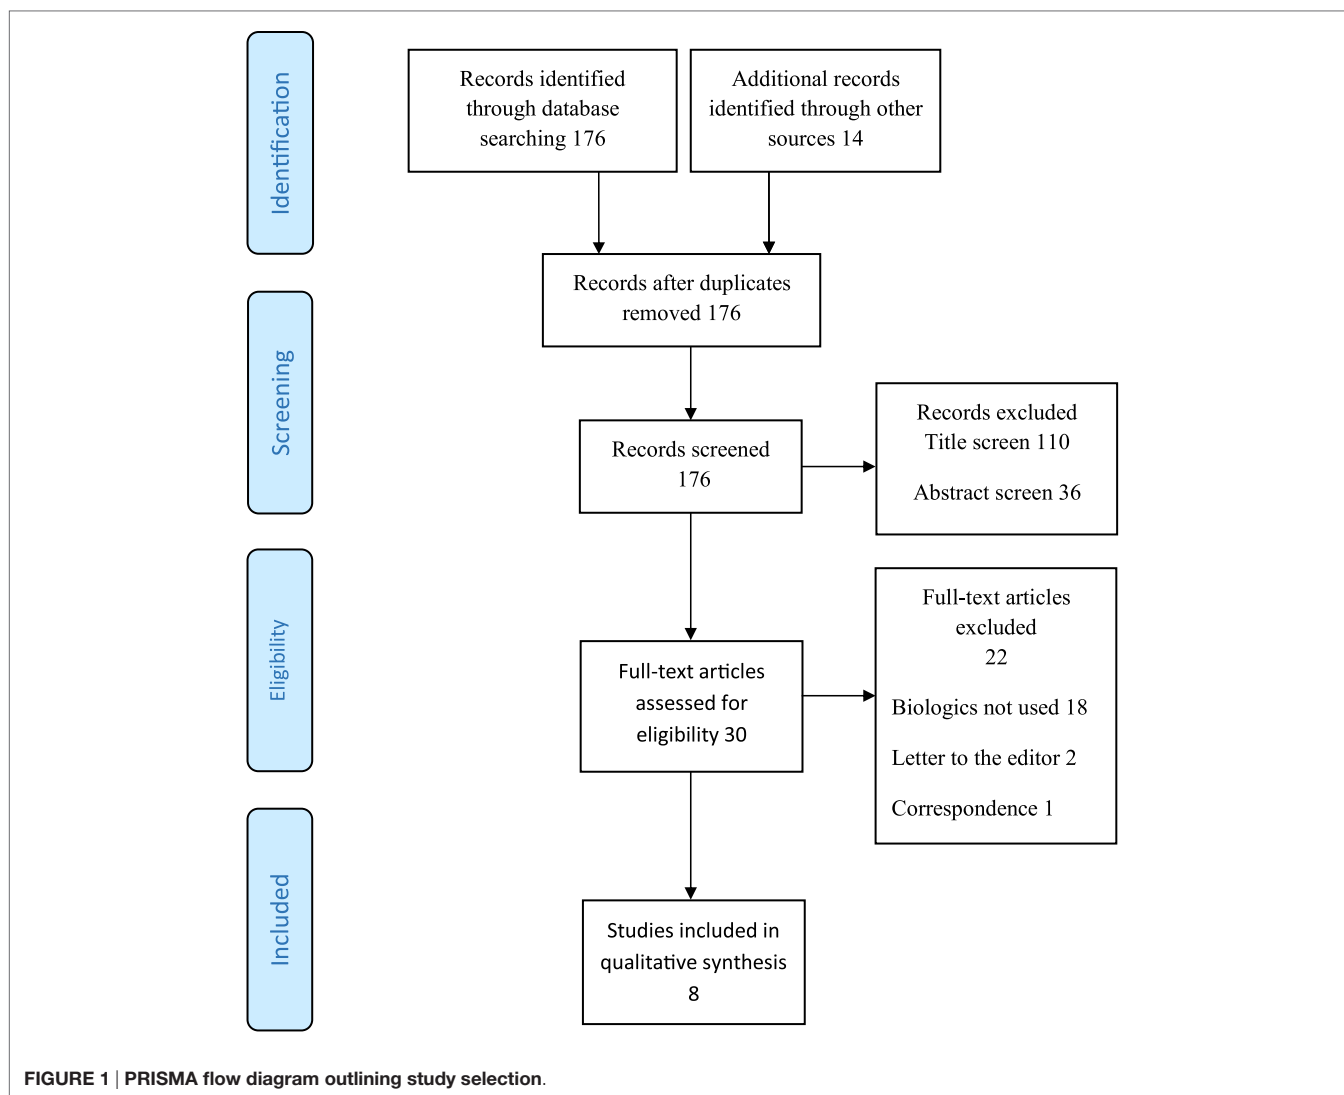 Identification
Records identified
through database
searching 176
Additional records
identified through other
sources 14
Records after duplicates
removed 176
Screening
Records screened
176
Records excluded
Title screen 110
Abstract screen 36
Eligibility
Full-text articles
assessed for
eligibility 30
Full-text articles
excluded
22
Biologics not used 18
Letter to the editor 2
Correspondence 1
Included
Studies included in
qualitative synthesis
8
FIGURE 1 | PRISMA flow diagram outlining study selection.